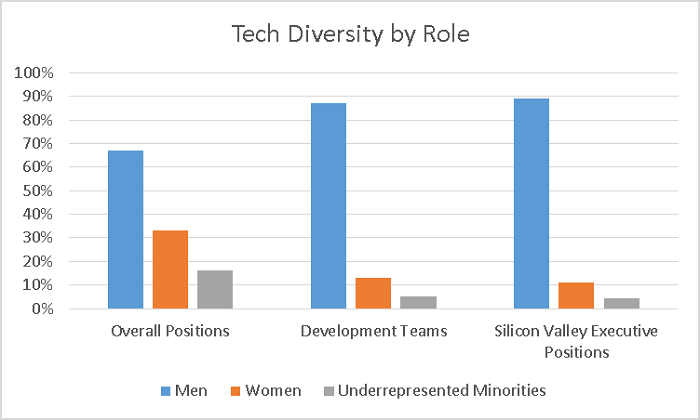 Tech Diversity by Role
100%
90%
80%
70%
60%
50%
40%
30%
20%
10%
0%
Overall Positions
Development Teams
Silicon Valley Executive
Positions
Men
Women
Underrepresented Minorities